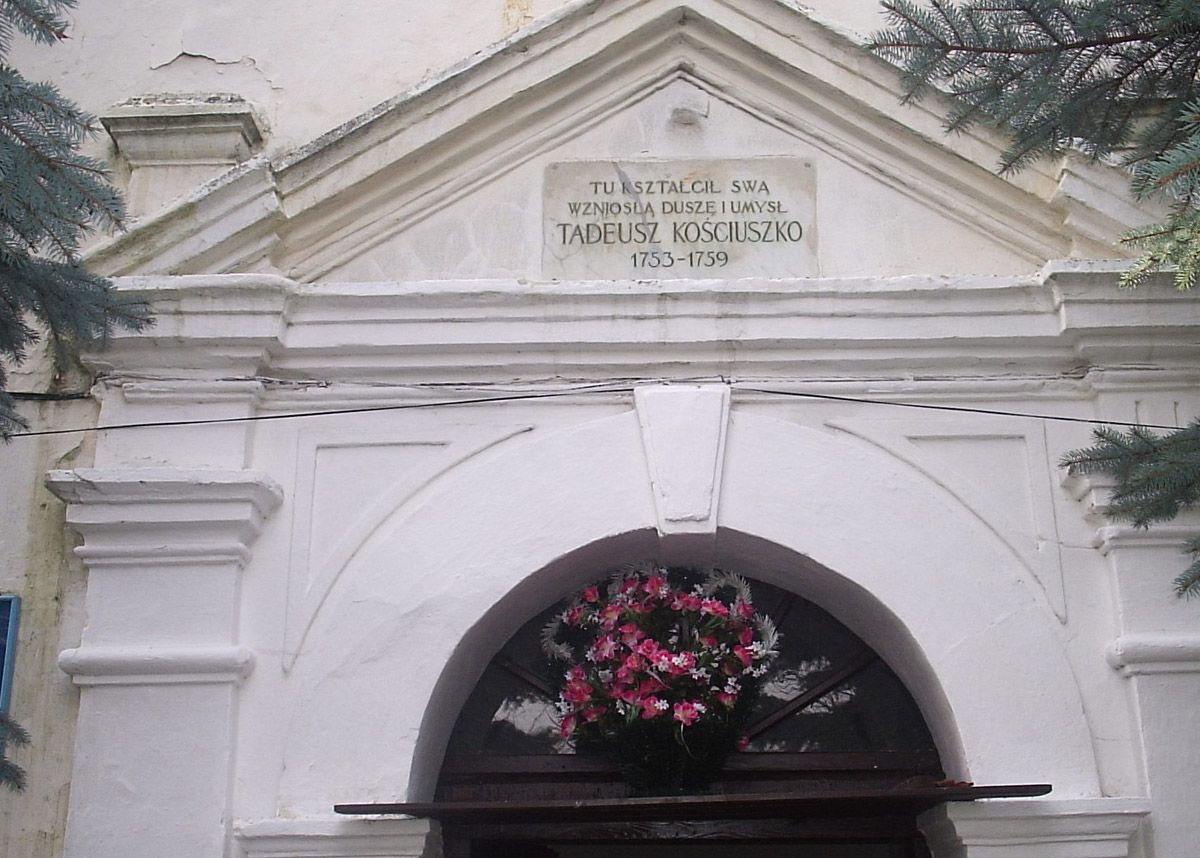 TU KSZTAŁCIŁ SWĄ
WZNIOSŁĄ DUSZĘ I UMYSŁ
TADEUSZ KOŚCIUSZKO
1753-1759